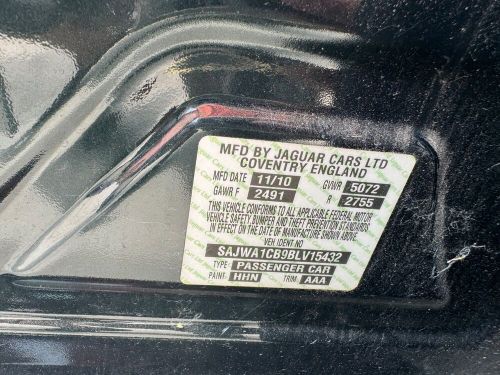 MFD BY JAGUAR CARS LTD
COVENTRY ENGLAND
MFD DATE 11/10 GVWR 5072
GAWR F 2491 R 2755
THIS VEHICLE CONFORMS TO ALL APPLICABLE FEDERAL MOTOR
VEHICLE SAFETY, BUMPER AND THEFT PREVENTION STANDARDS
IN EFFECT ON THE DATE OF MANUFACTURE SHOWN ABOVE.
VEH IDENT NO
SAJWA1CB9BLV15432
TYPE PASSENGER CAR
PAINT HHN TRIM AAA